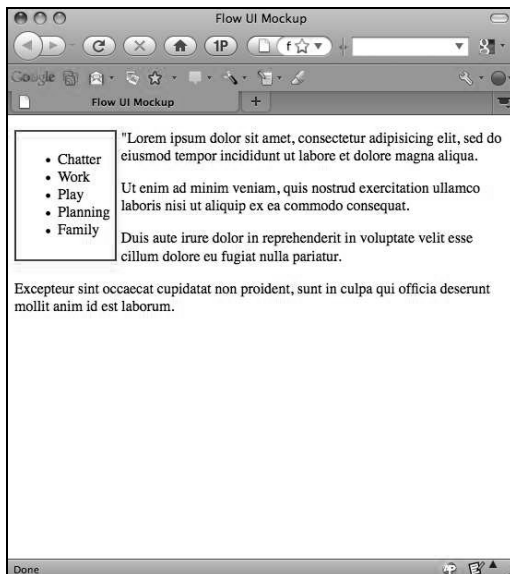 Flow UI Mockup
1P
f
Google
Flow UI Mockup
+
• Chatter
• Work
• Play
• Planning
• Family
"Lorem ipsum dolor sit amet, consectetur adipisicing elit, sed do
eiusmod tempor incididunt ut labore et dolore magna aliqua.
Ut enim ad minim veniam, quis nostrud exercitation ullamco
laboris nisi ut aliquip ex ea commodo consequat.
Duis aute irure dolor in reprehenderit in voluptate velit esse
cillum dolore eu fugiat nulla pariatur.
Excepteur sint occaecat cupidatat non proident, sunt in culpa qui officia deserunt
mollit anim id est laborum.
Done